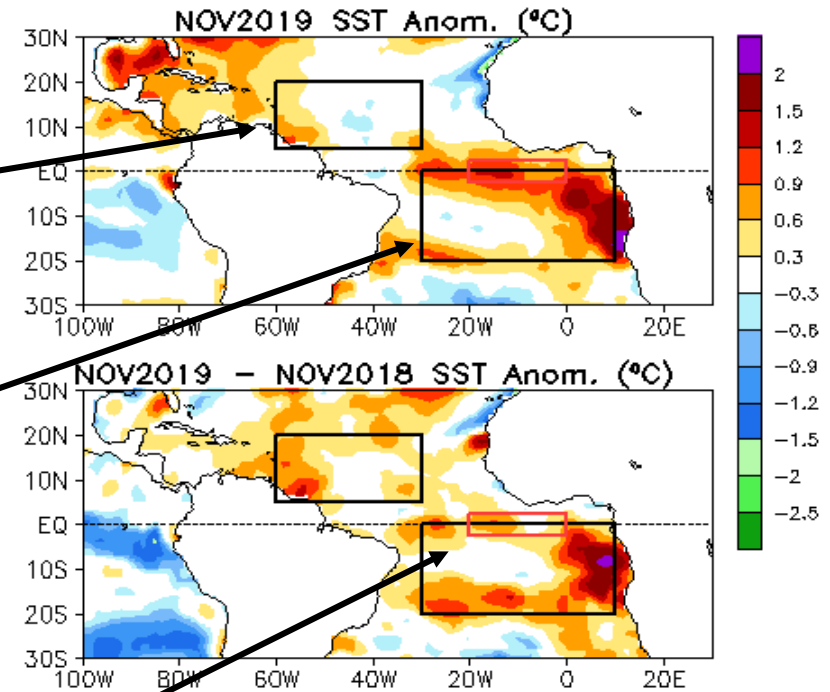 NOV2019 SST Anom. (°C)
30N
20N
10N
EQ
10S
20S
30S
100W 80W 60W 40W 20W 0 20E
NOV2019 - NOV2018 SST Anom. (°C)
30N
20N
10N
EQ
10S
20S
30S
100W 80W 60W 40W 20W 0 20E
2
1.5
1.2
0.9
0.6
0.3
-0.3
-0.6
-0.9
-1.2
-1.5
-2
-2.5